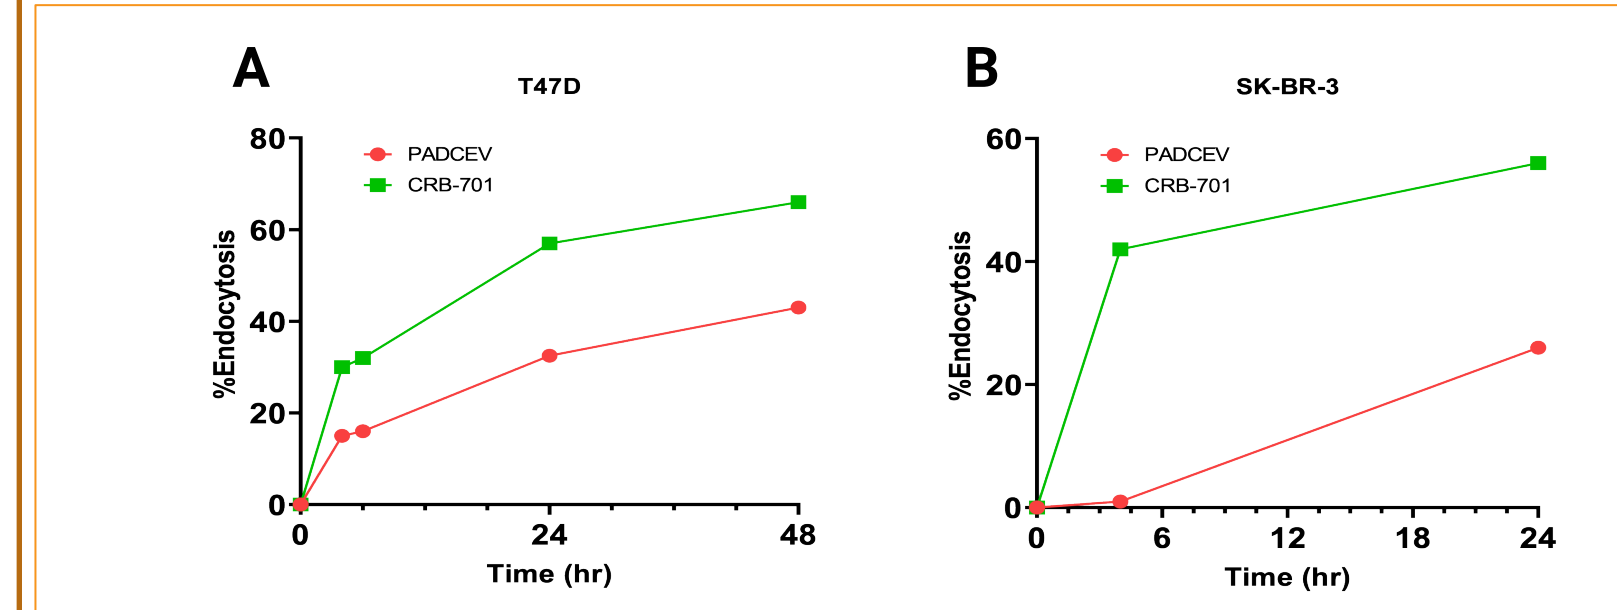 A
T47D
80
60
40
20
0
%Endocytosis
PADCEV
CRB-701
0 24 48
Time (hr)
B
SK-BR-3
60
40
20
0
%Endocytosis
PADCEV
CRB-701
0 6 12 18 24
Time (hr)